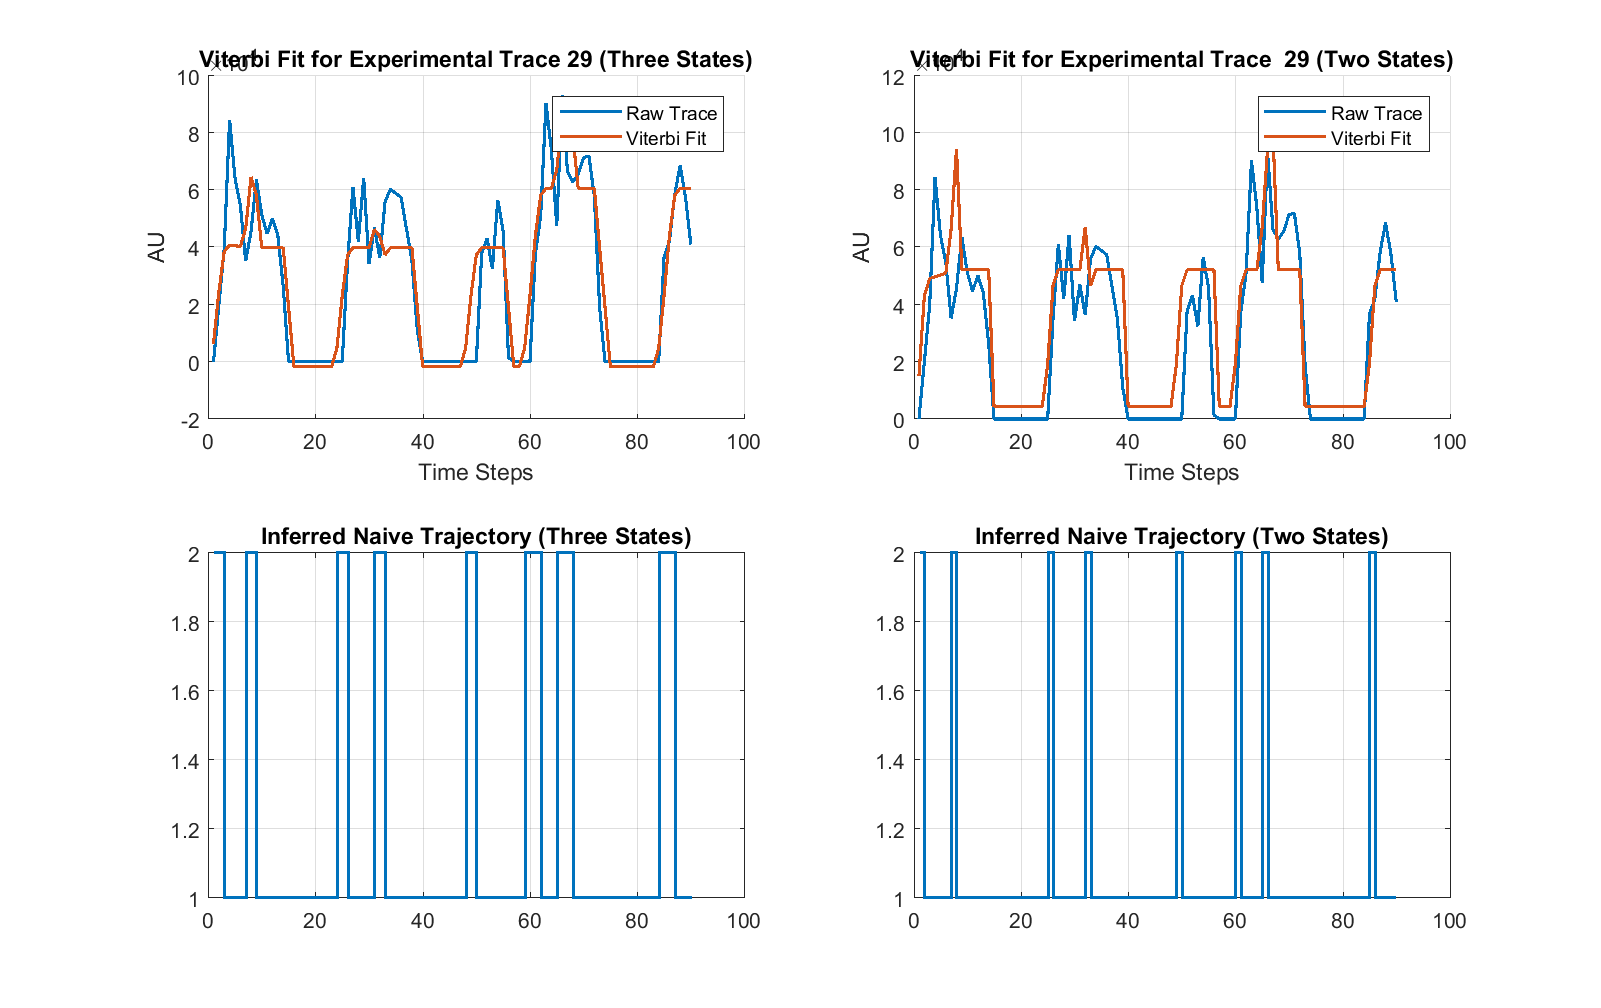 Viterbi Fit for Experimental Trace 29 (Three States)
10
8
6
4
2
0
-2
AU
Raw Trace
Viterbi Fit
0 20 40 60 80 100
Time Steps
Viterbi Fit for Experimental Trace 29 (Two States)
12
10
8
6
4
2
0
AU
Raw Trace
Viterbi Fit
0 20 40 60 80 100
Time Steps
Inferred Naive Trajectory (Three States)
2
1.8
1.6
1.4
1.2
1
0 20 40 60 80 100
Inferred Naive Trajectory (Two States)
2
1.8
1.6
1.4
1.2
1
0 20 40 60 80 100